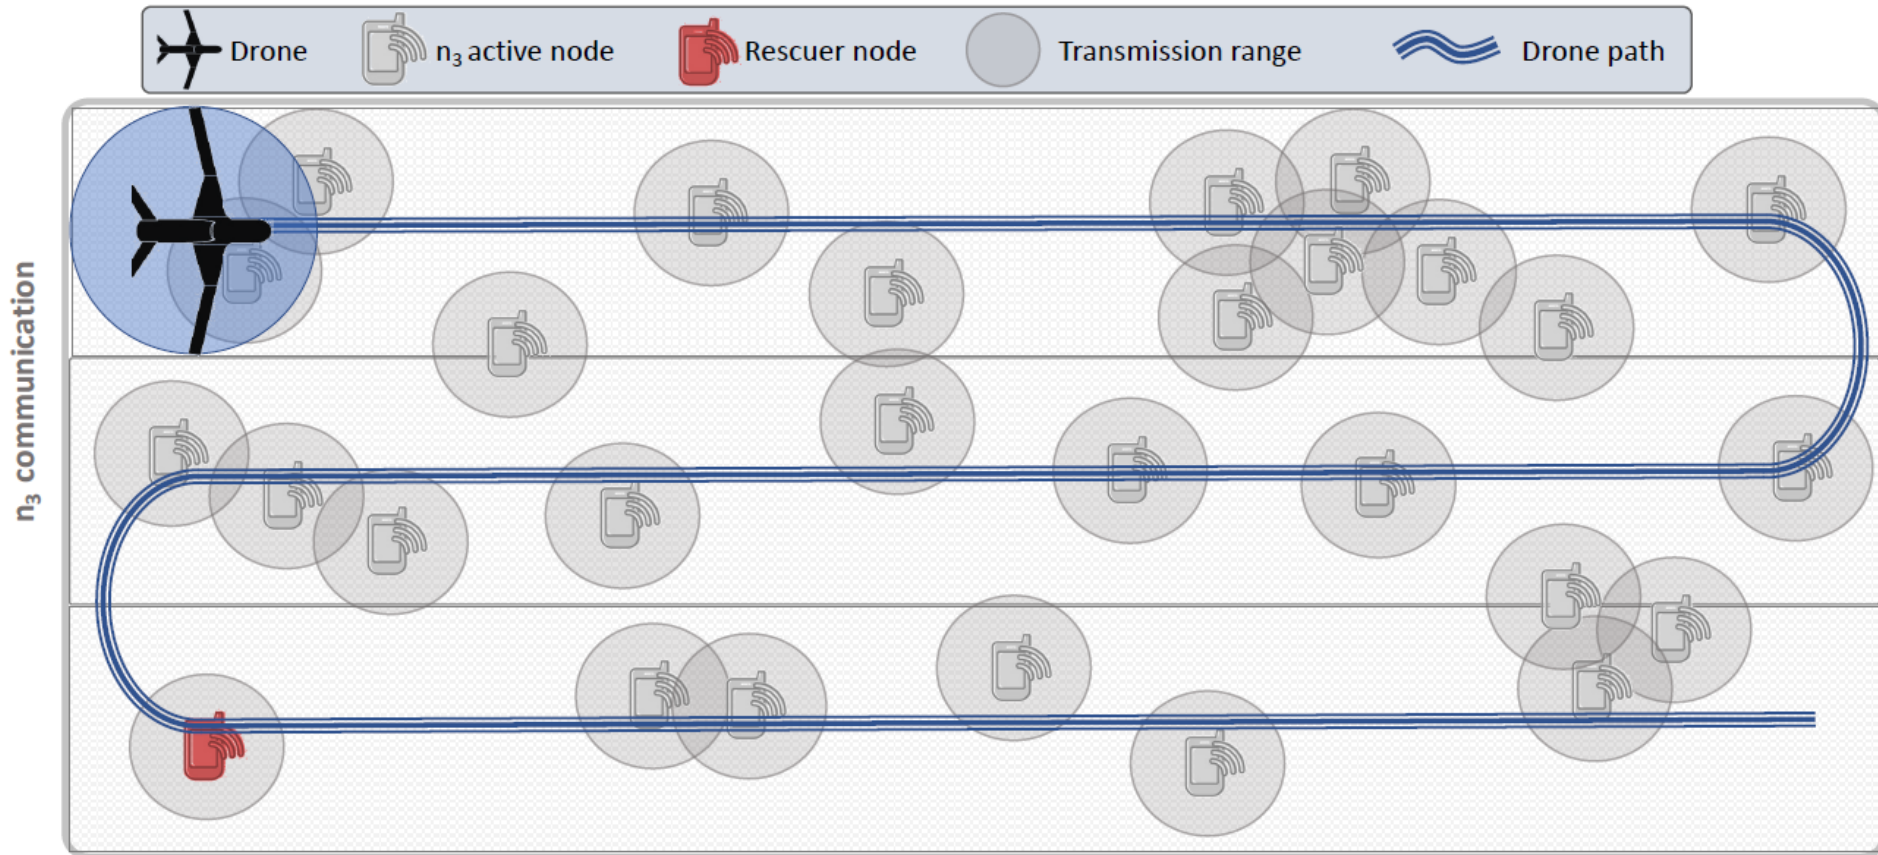 Drone
n₃ active node
Rescuer node
Transmission range
Drone path
n₃ communication